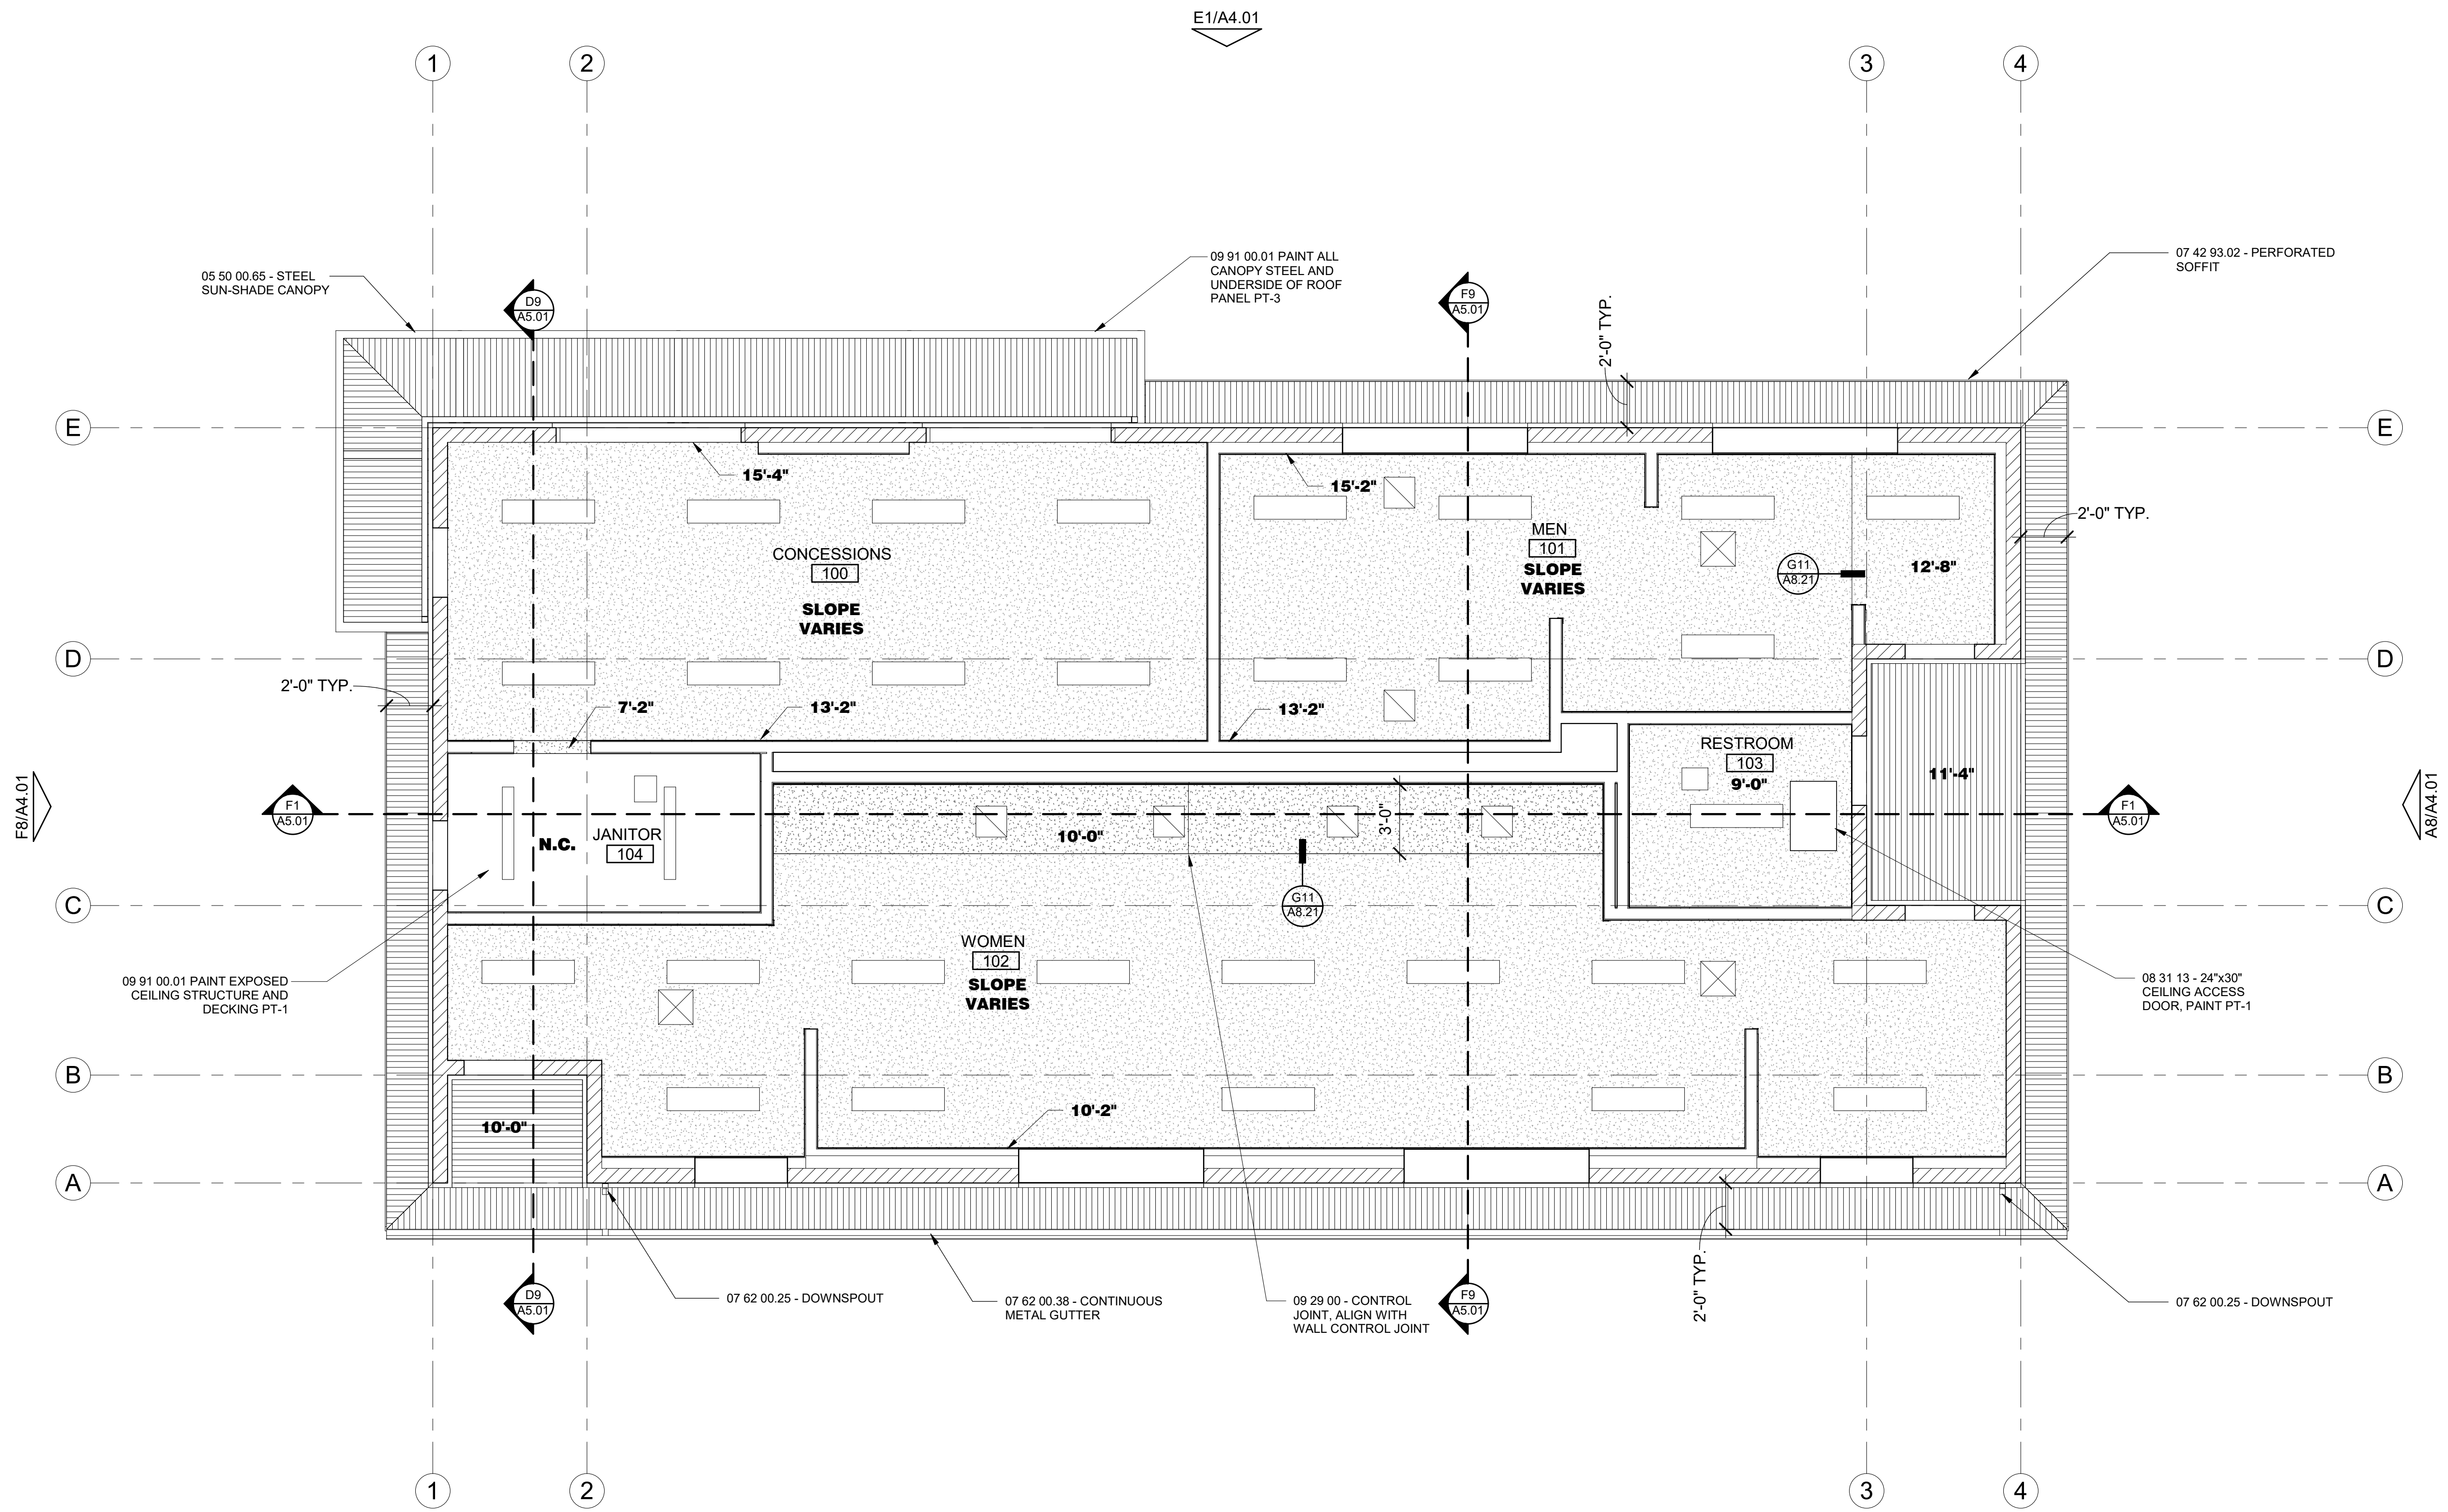 E1/A4.01
1
2
3
4
05 50 00.65 - STEEL
SUN-SHADE CANOPY
D9
A5.01
09 91 00.01 PAINT ALL
CANOPY STEEL AND
UNDERSIDE OF ROOF
PANEL PT-3
F9
A5.01
2'-0" TYP.
07 42 93.02 - PERFORATED
SOFFIT
E
E
15'-4"
15'-2"
2'-0" TYP.
CONCESSIONS
100
SLOPE
VARIES
MEN
101
SLOPE
VARIES
G11
A8.21
12'-8"
D
D
2'-0" TYP.
7'-2"
13'-2"
13'-2"
RESTROOM
103
9'-0"
11'-4"
F8/A4.01
F1
A5.01
N.C.
JANITOR
104
10'-0"
3'-0"
F1
A5.01
A8/A4.01
C
G11
A8.21
C
WOMEN
102
SLOPE
VARIES
09 91 00.01 PAINT EXPOSED
CEILING STRUCTURE AND
DECKING PT-1
08 31 13 - 24"x30"
CEILING ACCESS
DOOR, PAINT PT-1
B
B
10'-0"
10'-2"
A
A
D9
A5.01
07 62 00.25 - DOWNSPOUT
07 62 00.38 - CONTINUOUS
METAL GUTTER
09 29 00 - CONTROL
JOINT, ALIGN WITH
WALL CONTROL JOINT
F9
A5.01
2'-0" TYP.
07 62 00.25 - DOWNSPOUT
1
2
3
4